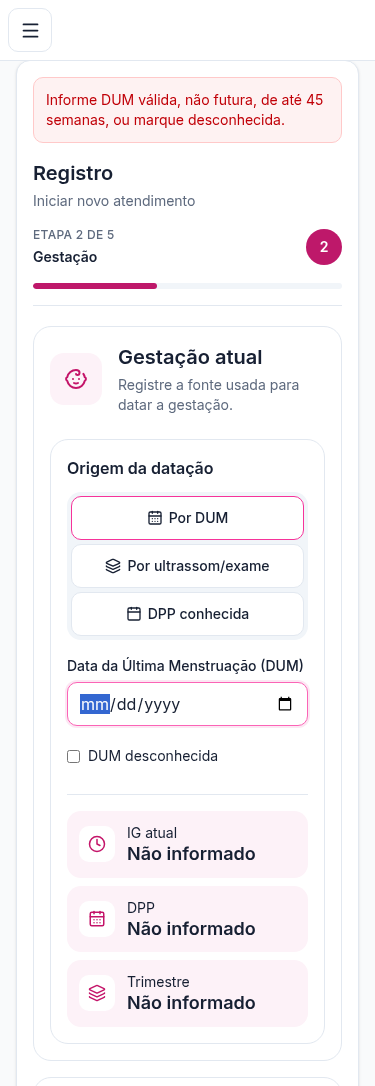 Informe DUM válida, não futura, de até 45
semanas, ou marque desconhecida.
Registro
Iniciar novo atendimento
ETAPA 2 DE 5
Gestação
2
Gestação atual
Registre a fonte usada para
datar a gestação.
Origem da datação
Por DUM
Por ultrassom/exame
DPP conhecida
Data da Última Menstruação (DUM)
mm/dd/yyyy
DUM desconhecida
IG atual
Não informado
DPP
Não informado
Trimestre
Não informado